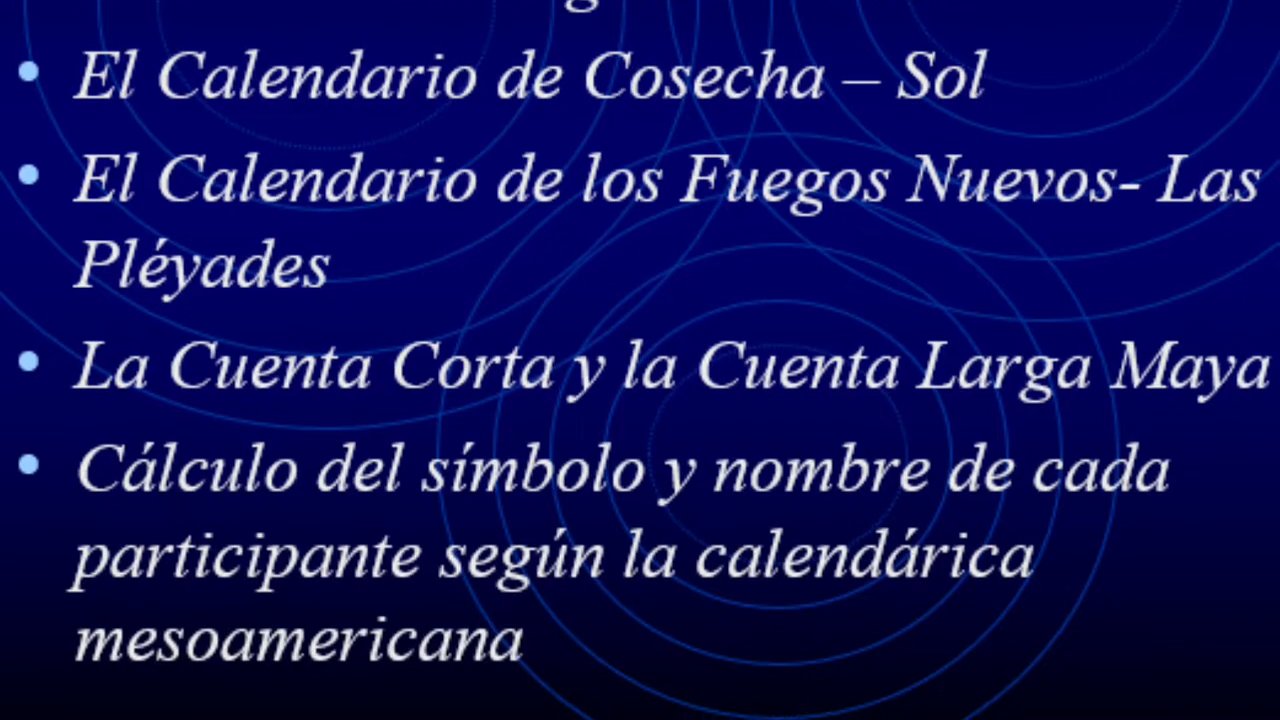 • El Calendario de Cosecha – Sol
• El Calendario de los Fuegos Nuevos- Las
Pléyades
• La Cuenta Corta y la Cuenta Larga Maya
• Cálculo del símbolo y nombre de cada
participante según la calendárica
mesoamericana